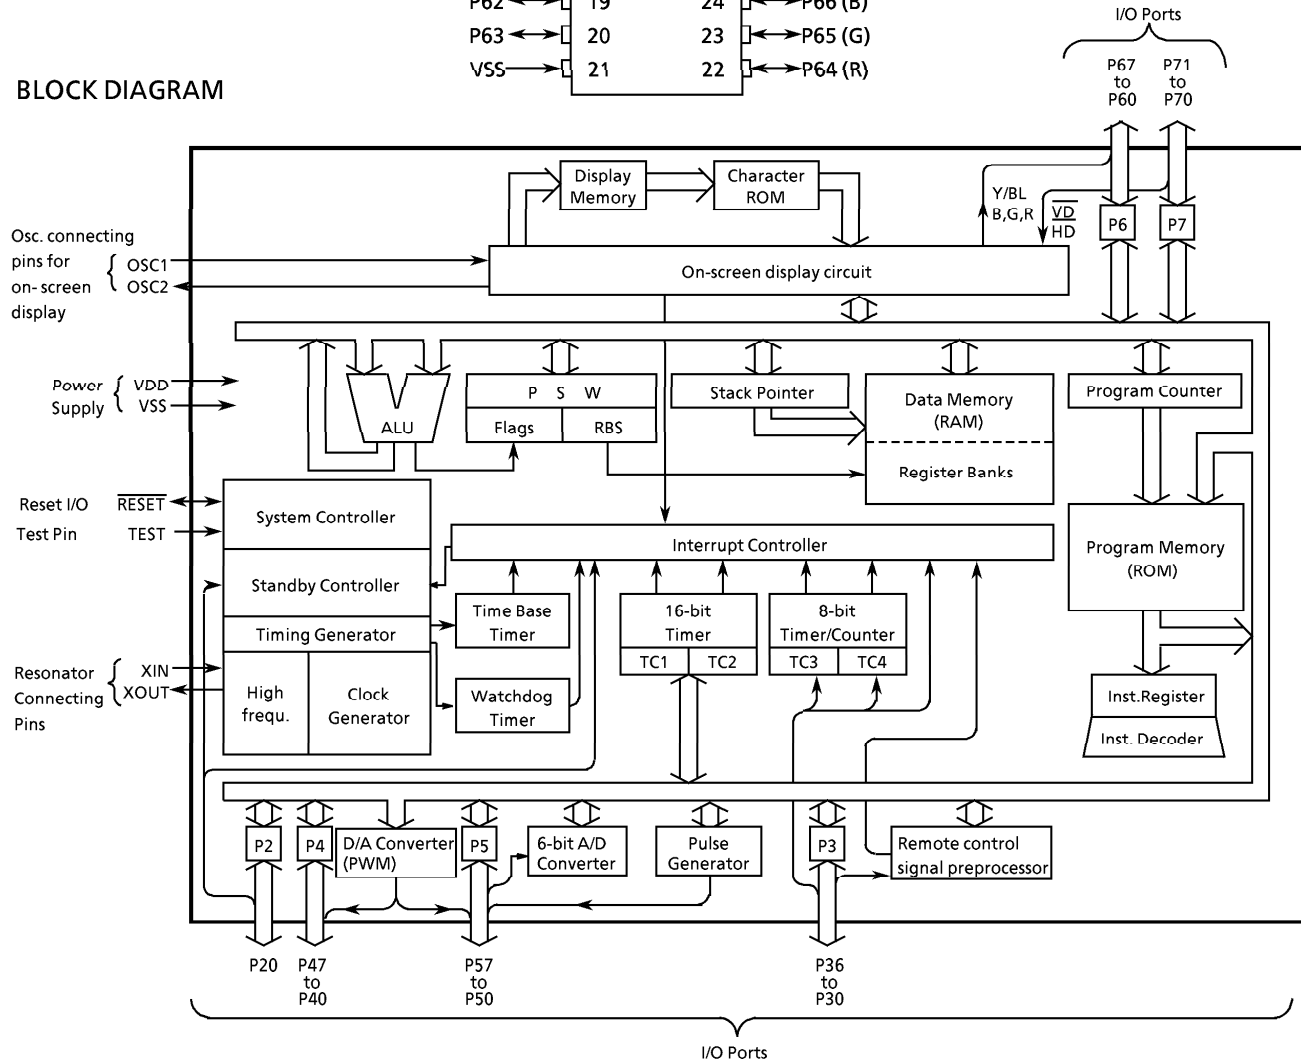 P62 19 24 P66 (B)
P63 20 23 P65 (G)
VSS 21 22 P64 (R)
I/O Ports
P67 to P60
P71 to P70
BLOCK DIAGRAM
Display Memory
Character ROM
Y/BL
B,G,R
VD
HD
P6
P7
Osc. connecting
pins for
on-screen
display
OSC1
OSC2
On-screen display circuit
Power
Supply
VDD
VSS
ALU
P S W
Flags
RBS
Stack Pointer
Data Memory
(RAM)
Register Banks
Program Counter
Reset I/O RESET
Test Pin TEST
System Controller
Standby Controller
Timing Generator
High
frequ.
Clock
Generator
Interrupt Controller
Time Base
Timer
Watchdog
Timer
16-bit
Timer
TC1 TC2
8-bit
Timer/Counter
TC3 TC4
Program Memory
(ROM)
Inst.Register
Inst. Decoder
Resonator
Connecting
Pins
XIN
XOUT
P2
P4
D/A Converter
(PWM)
P5
6-bit A/D
Converter
Pulse
Generator
P3
Remote control
signal preprocessor
P20
P47
to
P40
P57
to
P50
P36
to
P30
I/O Ports